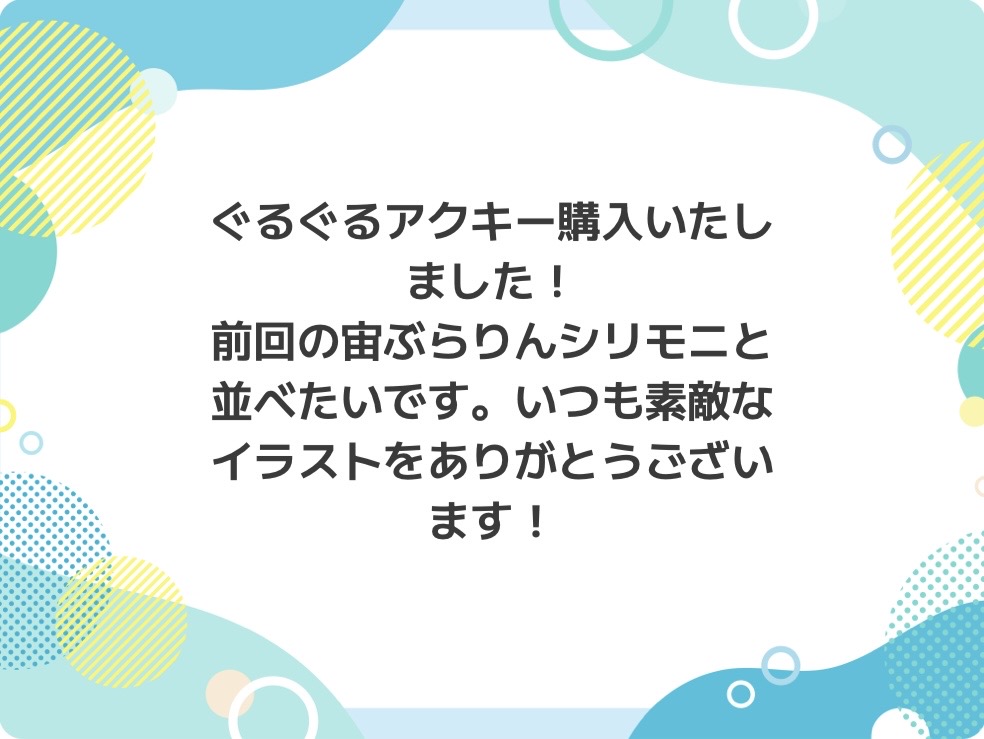 ぐるぐるアクキー購入いたし
ました！
前回の宙ぶらりんシリモニと
並べたいです。いつも素敵な
イラストをありがとうござい
ます！